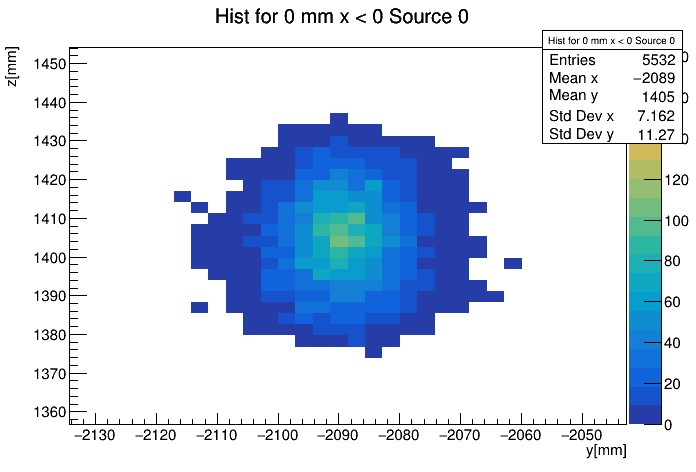 Hist for 0 mm x < 0 Source 0
Hist for 0 mm x < 0 Source 0
Entries 5532
Mean x −2089
Mean y 1405
Std Dev x 7.162
Std Dev y 11.27
z[mm]
1450
1440
1430
1420
1410
1400
1390
1380
1370
1360
−2130 −2120 −2110 −2100 −2090 −2080 −2070 −2060 −2050
y[mm]
120
100
80
60
40
20
0